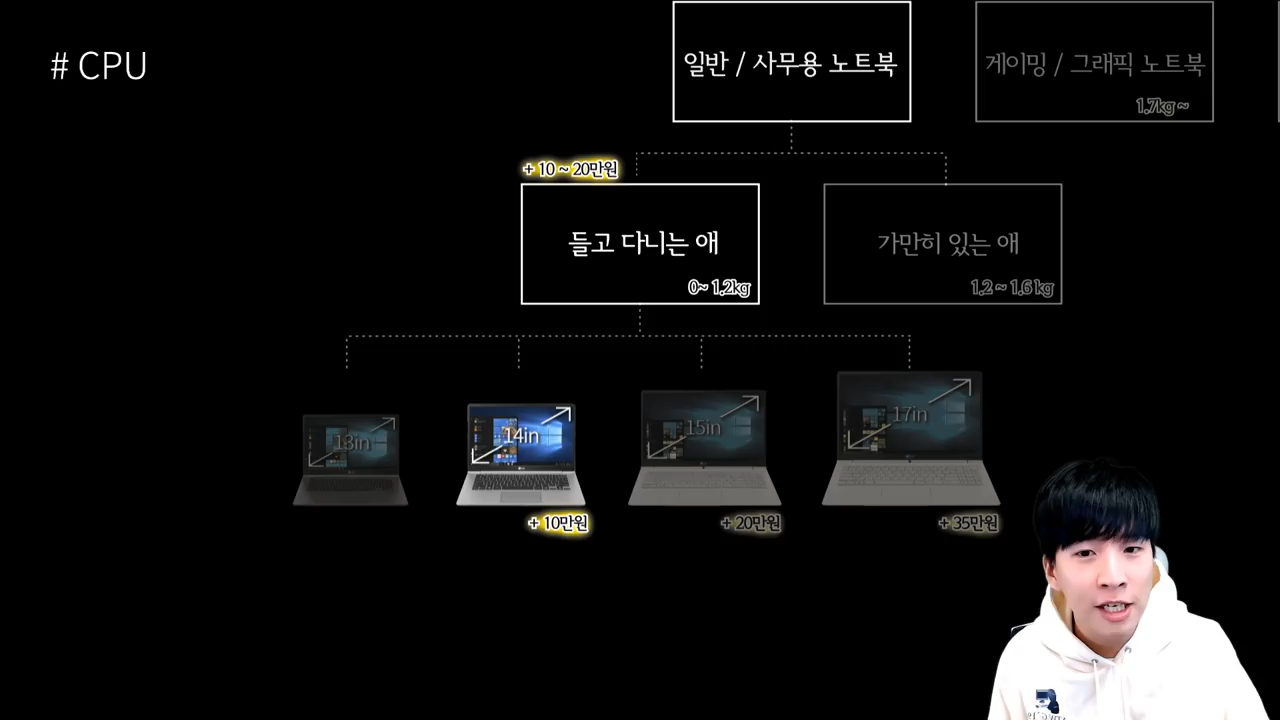 # CPU
일반 / 사무용 노트북
게이밍 / 그래픽 노트북
1.7kg ~
+ 10 ~ 20만원
들고 다니는 애
0~ 1.2kg
가만히 있는 애
1.2 ~ 1.6 kg
13in
14in
15in
17in
+ 10만원
+ 20만원
+ 35만원